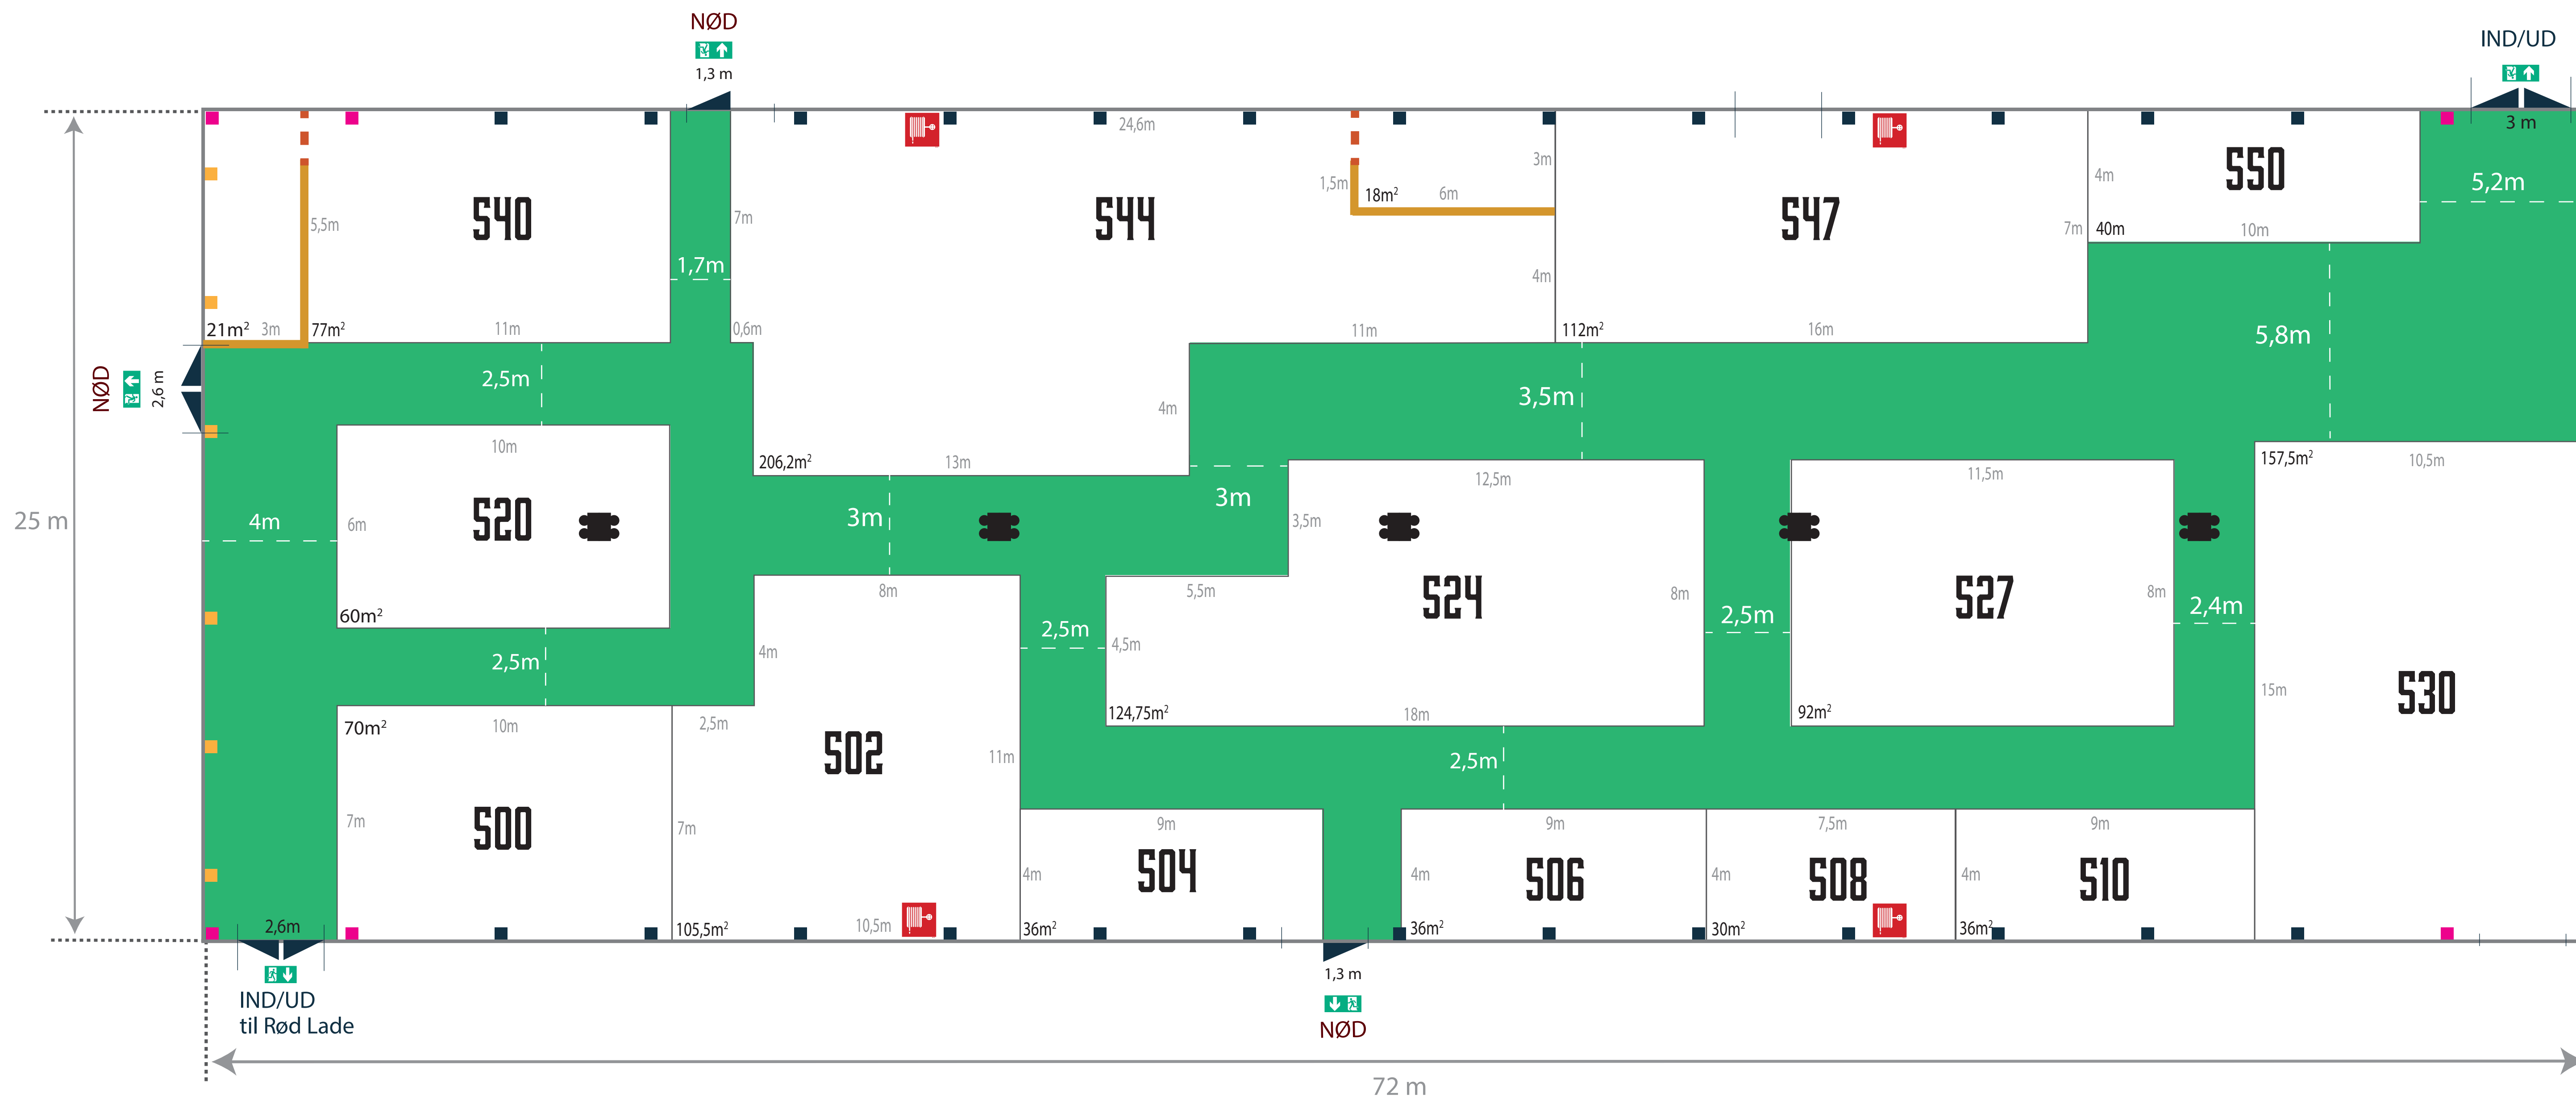 NØD
1,3 m
IND/UD
3 m
24,6m
5,2m
540
5,5m
21m²
3m
77m²
11m
1,7m
7m
0,6m
544
1,5m
18m²
6m
3m
4m
11m
547
7m
112m²
16m
550
4m
40m
10m
5,8m
NØD
2,6 m
2,5m
4m
206,2m²
13m
3,5m
25 m
4m
10m
6m
520
60m²
3m
3m
12,5m
3,5m
524
8m
5,5m
4,5m
124,75m²
18m
2,5m
11,5m
527
8m
92m²
2,4m
157,5m²
10,5m
530
15m
2,5m
8m
4m
2,5m
70m²
10m
7m
500
2,5m
502
11m
7m
105,5m²
10,5m
2,5m
9m
4m
504
36m²
9m
4m
506
36m²
7,5m
4m
508
30m²
9m
4m
510
36m²
2,6m
IND/UD
til Rød Lade
1,3 m
NØD
72 m